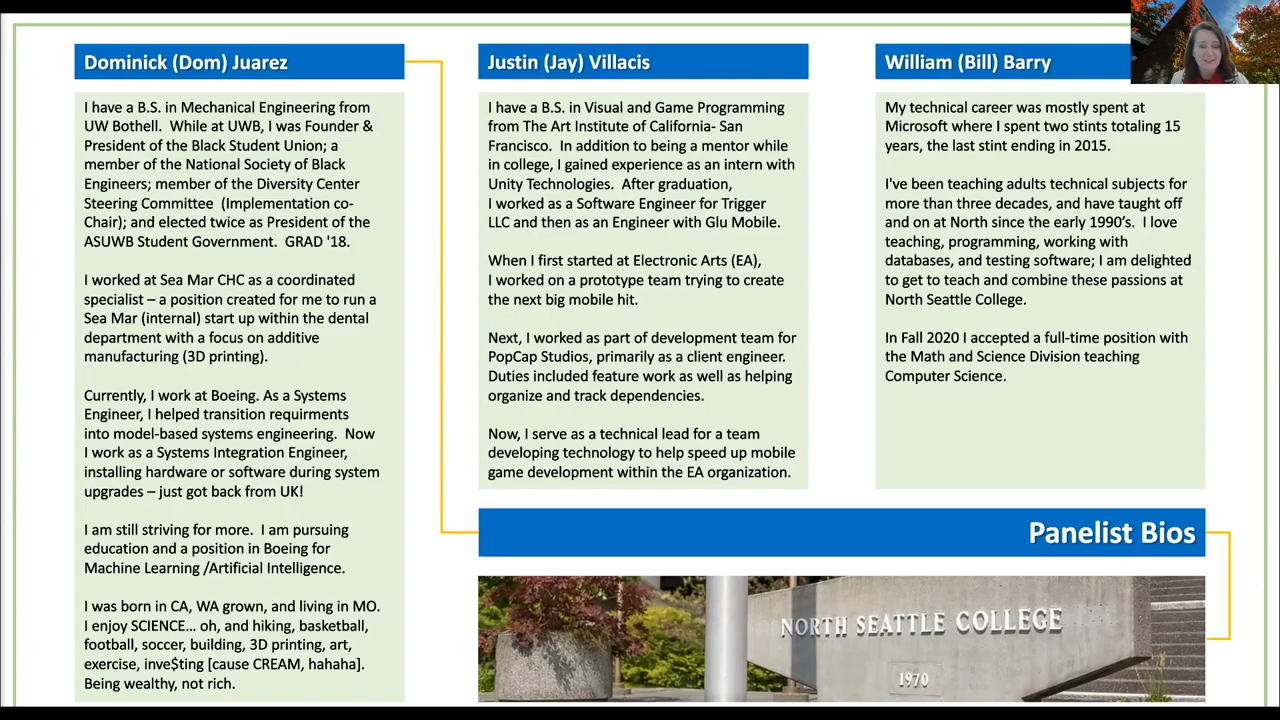 Dominick (Dom) Juarez
I have a B.S. in Mechanical Engineering from
UW Bothell.  While at UWB, I was Founder &
President of the Black Student Union; a
member of the National Society of Black
Engineers; member of the Diversity Center
Steering Committee  (Implementation co-
Chair); and elected twice as President of the
ASUWB Student Government.  GRAD '18.
I worked at Sea Mar CHC as a coordinated
specialist – a position created for me to run a
Sea Mar (internal) start up within the dental
department with a focus on additive
manufacturing (3D printing).
Currently, I work at Boeing. As a Systems
Engineer, I helped transition requirments
into model-based systems engineering.  Now
I work as a Systems Integration Engineer,
installing hardware or software during system
upgrades – just got back from UK!
I am still striving for more.  I am pursuing
education and a position in Boeing for
Machine Learning /Artificial Intelligence.
I was born in CA, WA grown, and living in MO.
I enjoy SCIENCE... oh, and hiking, basketball,
football, soccer, building, 3D printing, art,
exercise, inve$ting [cause CREAM, hahaha].
Being wealthy, not rich.
Justin (Jay) Villacis
I have a B.S. in Visual and Game Programming
from The Art Institute of California- San
Francisco.  In addition to being a mentor while
in college, I gained experience as an intern with
Unity Technologies.  After graduation,
I worked as a Software Engineer for Trigger
LLC and then as an Engineer with Glu Mobile.
When I first started at Electronic Arts (EA),
I worked on a prototype team trying to create
the next big mobile hit.
Next, I worked as part of development team for
PopCap Studios, primarily as a client engineer.
Duties included feature work as well as helping
organize and track dependencies.
Now, I serve as a technical lead for a team
developing technology to help speed up mobile
game development within the EA organization.
William (Bill) Barry
My technical career was mostly spent at
Microsoft where I spent two stints totaling 15
years, the last stint ending in 2015.
I've been teaching adults technical subjects for
more than three decades, and have taught off
and on at North since the early 1990's.  I love
teaching, programming, working with
databases, and testing software; I am delighted
to get to teach and combine these passions at
North Seattle College.
In Fall 2020 I accepted a full-time position with
the Math and Science Division teaching
Computer Science.
Panelist Bios
NORTH SEATTLE COLLEGE
1970